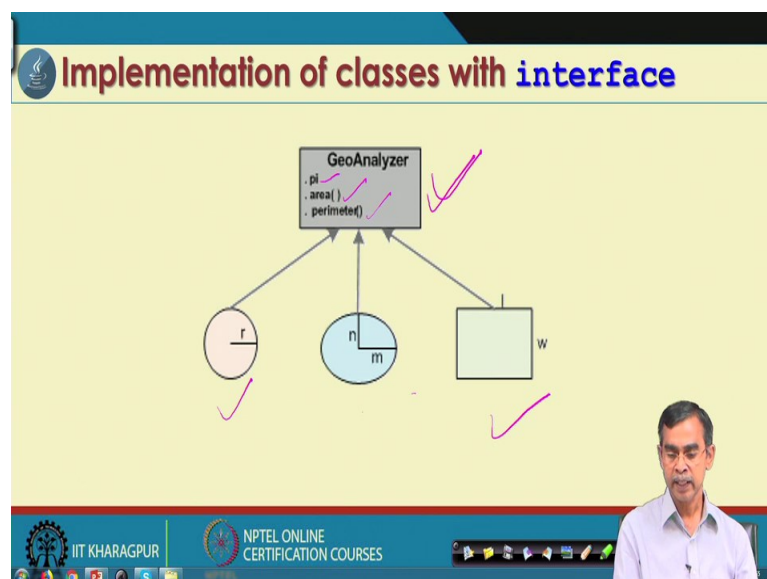 Implementation of classes with interface
GeoAnalyzer
. pi
. area( )
. perimeter()
r
n
m
l
w
IIT KHARAGPUR
NPTEL ONLINE
CERTIFICATION COURSES